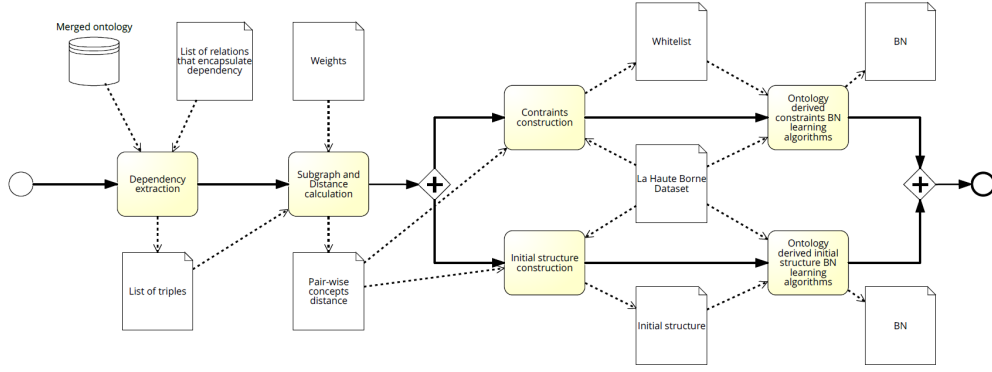 Merged ontology
List of relations
that encapsulate
dependency
Weights
Whitelist
BN
Contraints
construction
Ontology
derived
constraints BN
learning
algorithms
Dependency
extraction
Subgraph and
Distance
calculation
La Haute Borne
Dataset
List of triples
Pair-wise
concepts
distance
Initial structure
construction
Ontology
derived initial
structure BN
learning
algorithms
Initial structure
BN